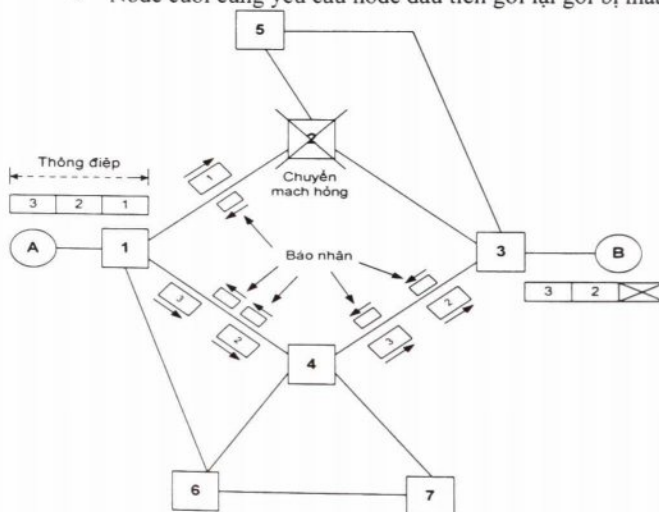 Node cuối cùng yêu cầu node đầu tiên gởi lại gói bị mất
5
2
Thông điệp
1
Chuyển
mạch hỏng
3 2 1
A
1
Báo nhận
3
B
3
2
3 2
2
3
4
6
7